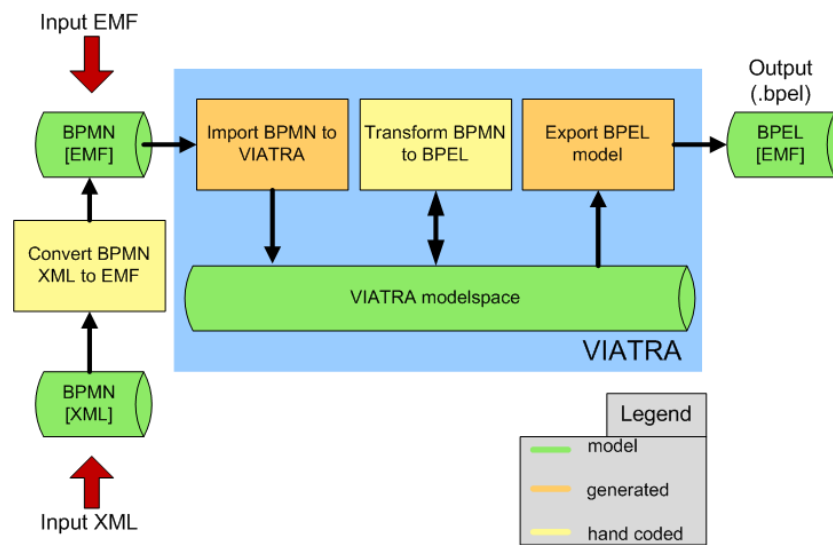 Input EMF
BPMN
[EMF]
Import BPMN to
VIATRA
Transform BPMN
to BPEL
Export BPEL
model
Output
(.bpel)
BPEL
[EMF]
Convert BPMN
XML to EMF
VIATRA modelspace
VIATRA
BPMN
[XML]
Input XML
Legend
model
generated
hand coded